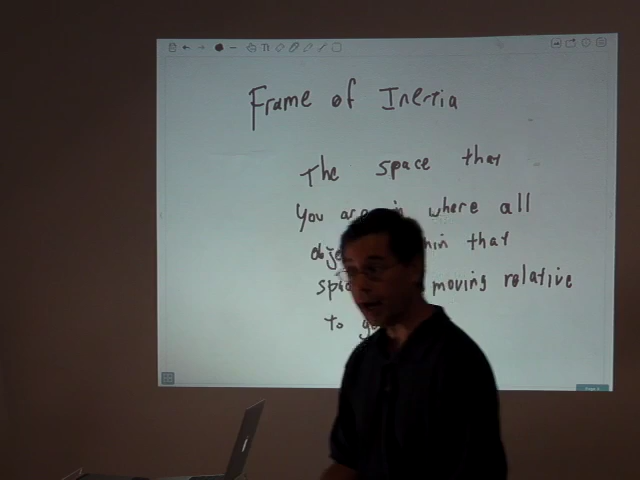 Frame of Inertia
The space that
You are in where all
that
moving relative
to